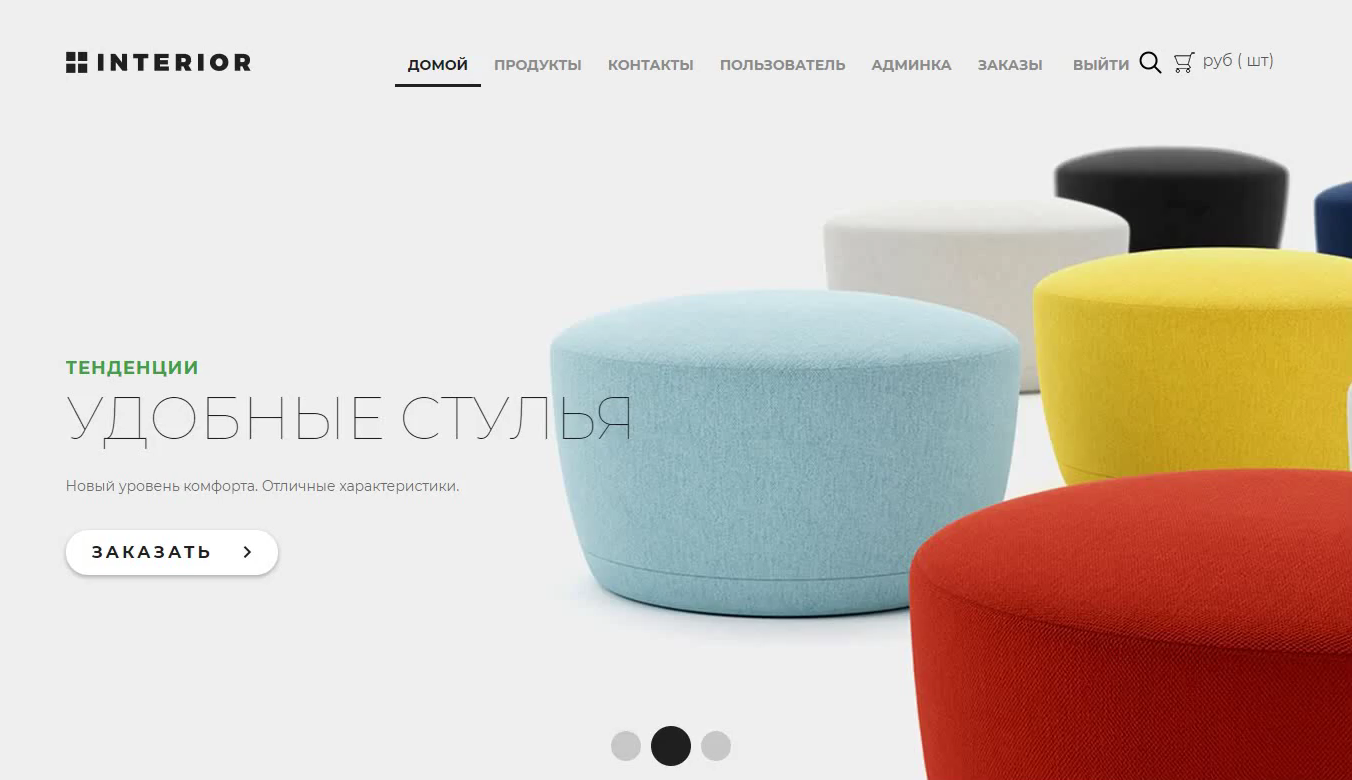 INTERIOR
ДОМОЙ ПРОДУКТЫ КОНТАКТЫ ПОЛЬЗОВАТЕЛЬ АДМИНКА ЗАКАЗЫ ВЫЙТИ руб ( шт)
ТЕНДЕНЦИИ
УДОБНЫЕ СТУЛЬЯ
Новый уровень комфорта. Отличные характеристики.
ЗАКАЗАТЬ